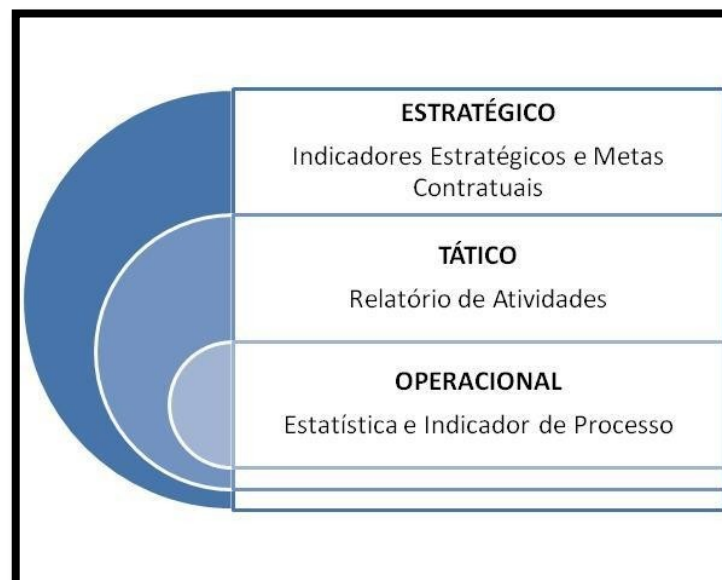 ESTRATÉGICO
Indicadores Estratégicos e Metas
Contratuais
TÁTICO
Relatório de Atividades
OPERACIONAL
Estatística e Indicador de Processo